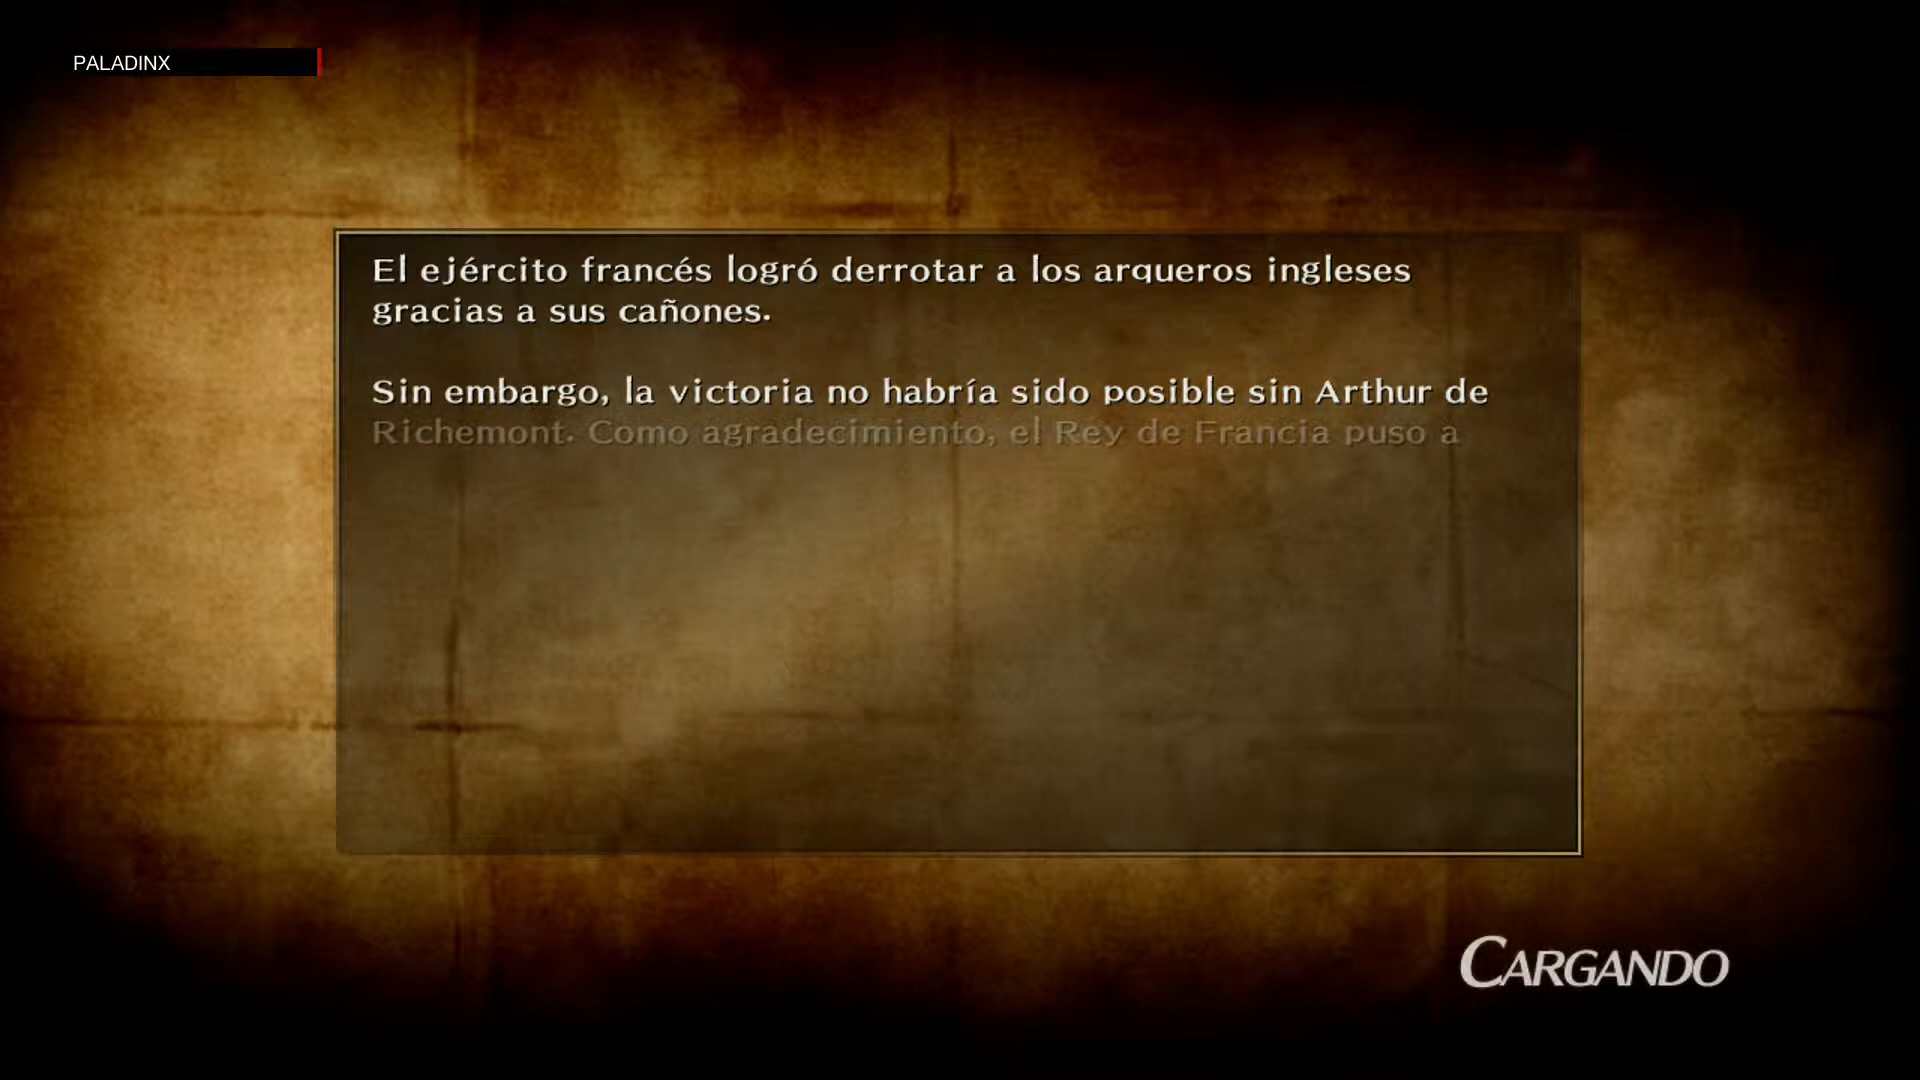 PALADINX
El ejército francés logró derrotar a los arqueros ingleses
gracias a sus cañones.
Sin embargo, la victoria no habría sido posible sin Arthur de
Richemont. Como agradecimiento, el Rey de Francia puso a
CARGANDO